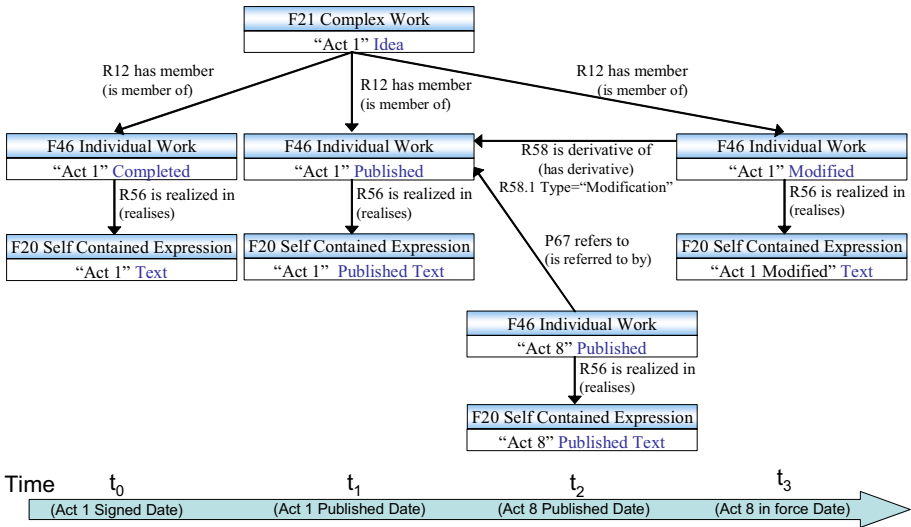 F21 Complex Work
“Act 1” Idea
R12 has member
(is member of)
R12 has member
(is member of)
R12 has member
(is member of)
F46 Individual Work
“Act 1” Completed
F46 Individual Work
“Act 1” Published
R58 is derivative of
(has derivative)
R58.1 Type=“Modification”
F46 Individual Work
“Act 1” Modified
R56 is realized in
(realises)
R56 is realized in
(realises)
R56 is realized in
(realises)
F20 Self Contained Expression
“Act 1” Text
F20 Self Contained Expression
“Act 1” Published Text
P67 refers to
(is referred to by)
F20 Self Contained Expression
“Act 1 Modified” Text
F46 Individual Work
“Act 8” Published
R56 is realized in
(realises)
F20 Self Contained Expression
“Act 8” Published Text
Time t0 t1 t2 t3
(Act 1 Signed Date) (Act 1 Published Date) (Act 8 Published Date) (Act 8 in force Date)